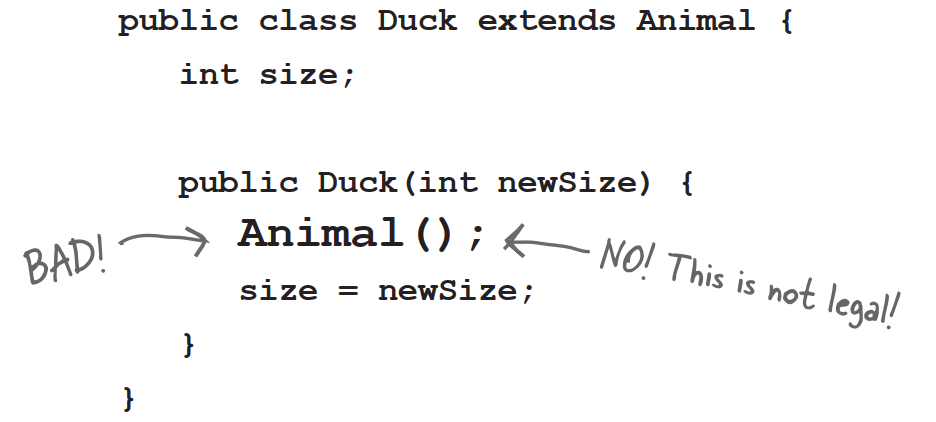 public class Duck extends Animal {
int size;
public Duck(int newSize) {
BAD!
Animal();
NO! This is not legal!
size = newSize;
}
}